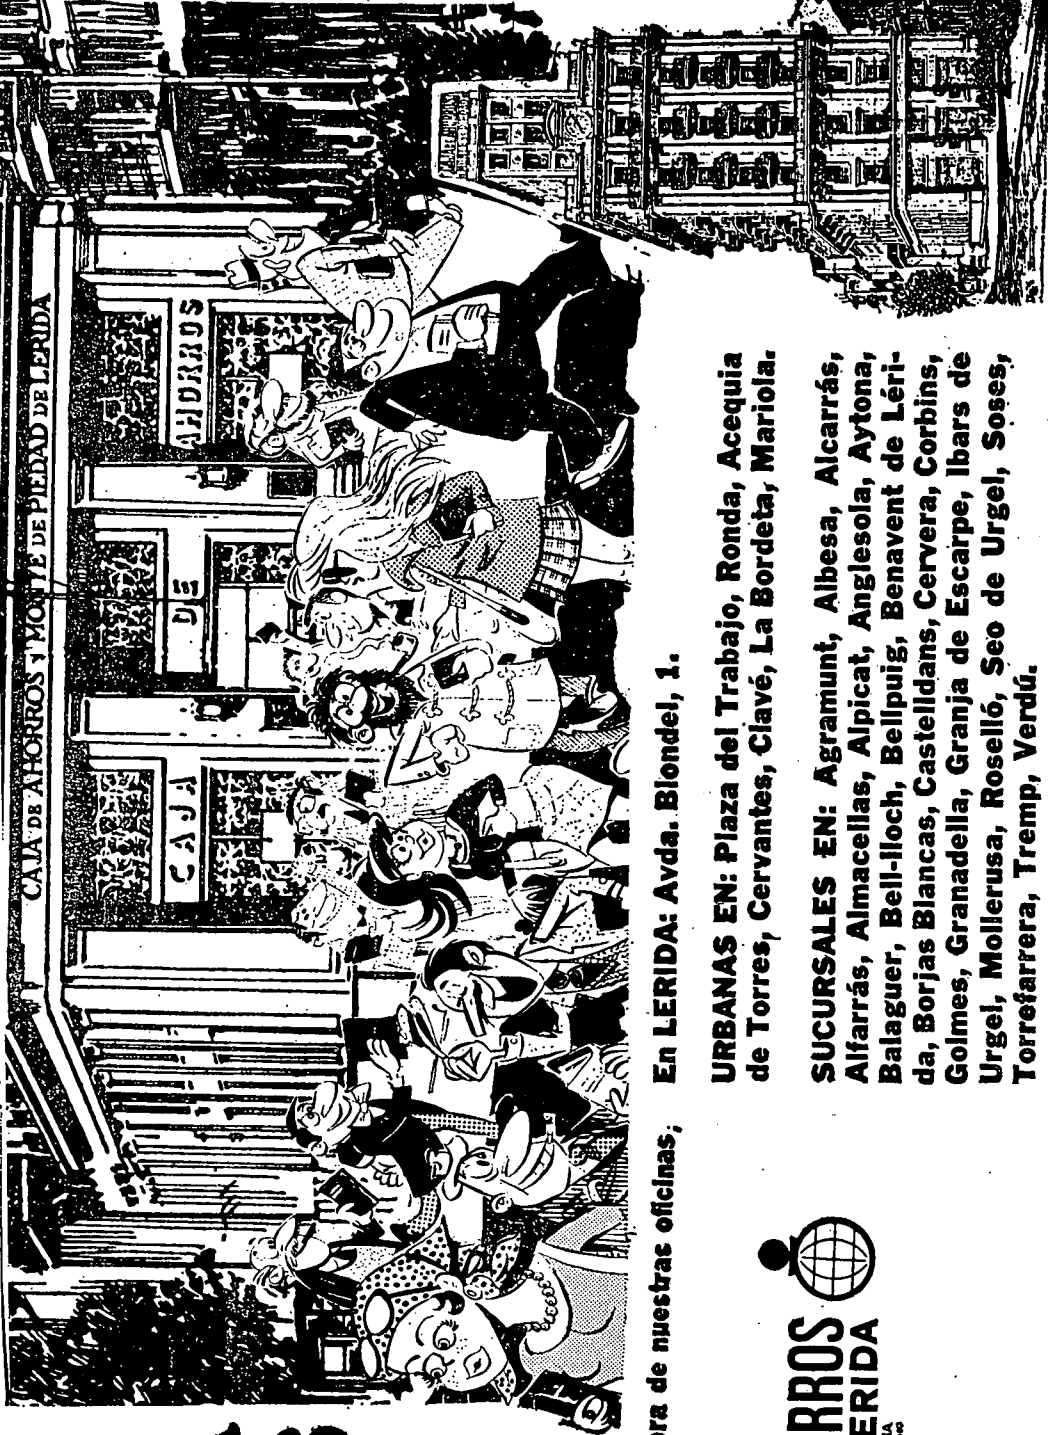 CAJA DE AHORROS Y MONTE DE PIEDAD DE LERIDA
CAJA DE AHORROS
ora de nuestras oficinas;
En LERIDA: Avda. Blondel, 1.
URBANAS EN: Plaza del Trabajo, Ronda, Acequia
de Torres, Cervantes, Clavé, La Bordeta, Mariola.
SUCURSALES EN: Agramunt, Albesa, Alcarrás,
Alfarrás, Almacellas, Alpicat, Anglesola, Aytona,
Balaguer, Bell-lloch, Bellpuig, Benavent de Léri-
da, Borjas Blancas, Castelldans, Cervera, Corbins,
Golmes, Granadella, Granja de Escarpe, Ibars de
Urgel, Mollerusa, Roselló, Seo de Urgel, Soses,
Torrefarrera, Tremp, Verdú.
RROS
ERIDA